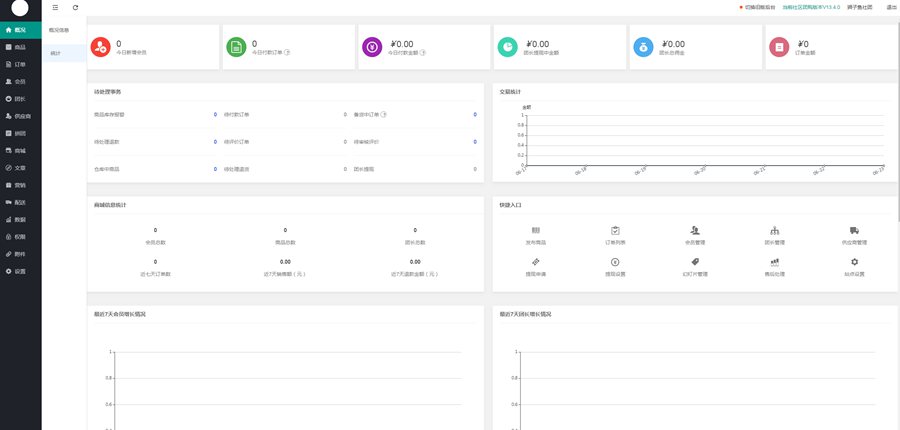 切换旧版后台 当前社区团购版本V13.4.0 狮子鱼社团 退出
概况
商品
订单
会员
团长
供应商
拼团
商城
文章
营销
配送
数据
权限
附件
设置
概况信息
统计
0
今日新增会员
0
今日付款订单 ?
¥0.00
今日付款金额 ?
¥0.00
团长提现中金额
¥0.00
团长总佣金
¥0
订单金额
待处理事务
商品库存报警 0 待付款订单 0 备货中订单 ? 0
待处理退款 0 待评价订单 0 待审核评价 0
仓库中商品 0 待处理退货 0 团长提现 0
交易统计
金额
1
0.8
0.6
0.4
0.2
0
06-17 06-18 06-19 06-20 06-21 06-22 06-23
商城信息统计
0 0 0
会员总数 商品总数 团长总数
0 0.00 0.00
近七天订单数 近7天销售额（元） 近7天退款金额（元）
快捷入口
发布商品 订单列表 会员管理 团长管理 供应商管理
提现申请 提现设置 幻灯片管理 售后处理 站点设置
最近7天会员增长情况
1
0.8
0.6
最近7天团长增长情况
1
0.8
0.6